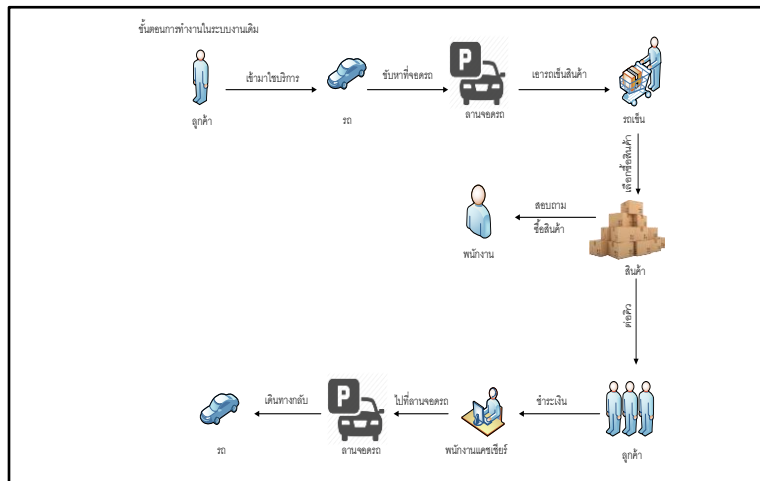 ขั้นตอนการทำงานในระบบงานเดิม
เข้ามาใชบริการ
ขับหาที่จอดรถ
เอารถเข็นสินค้า
P
ลูกค้า
รถ
ลานจอดรถ
รถเข็น
เลือกซื้อสินค้า
สอบถาม
ซื้อสินค้า
พนักงาน
สินค้า
ต่อคิว
ชำระเงิน
ไปที่ลานจอดรถ
เดินทางกลับ
P
ลูกค้า
พนักงานแคชเชียร์
ลานจอดรถ
รถ